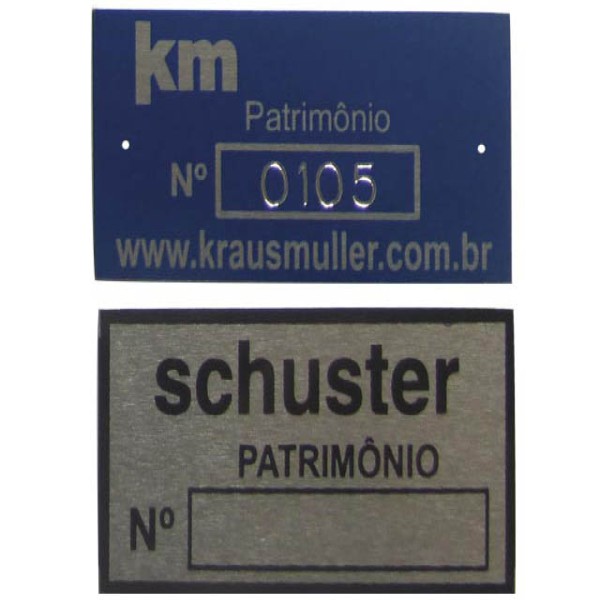 km
Patrimônio
Nº 0105
www.krausmuller.com.br
schuster
PATRIMÔNIO
Nº